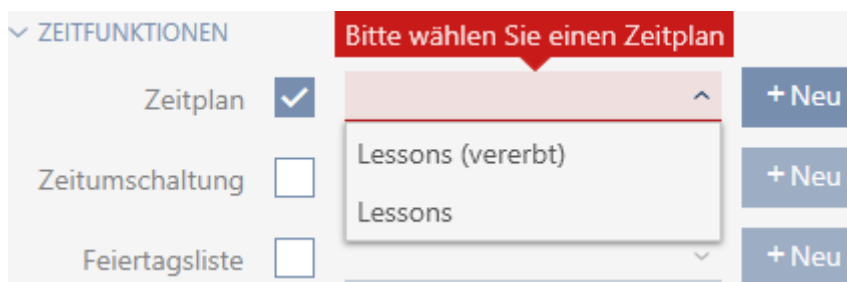 ZEITFUNKTIONEN
Bitte wählen Sie einen Zeitplan
Zeitplan
+ Neu
Lessons (vererbt)
Zeitumschaltung
+ Neu
Lessons
Feiertagsliste
+ Neu